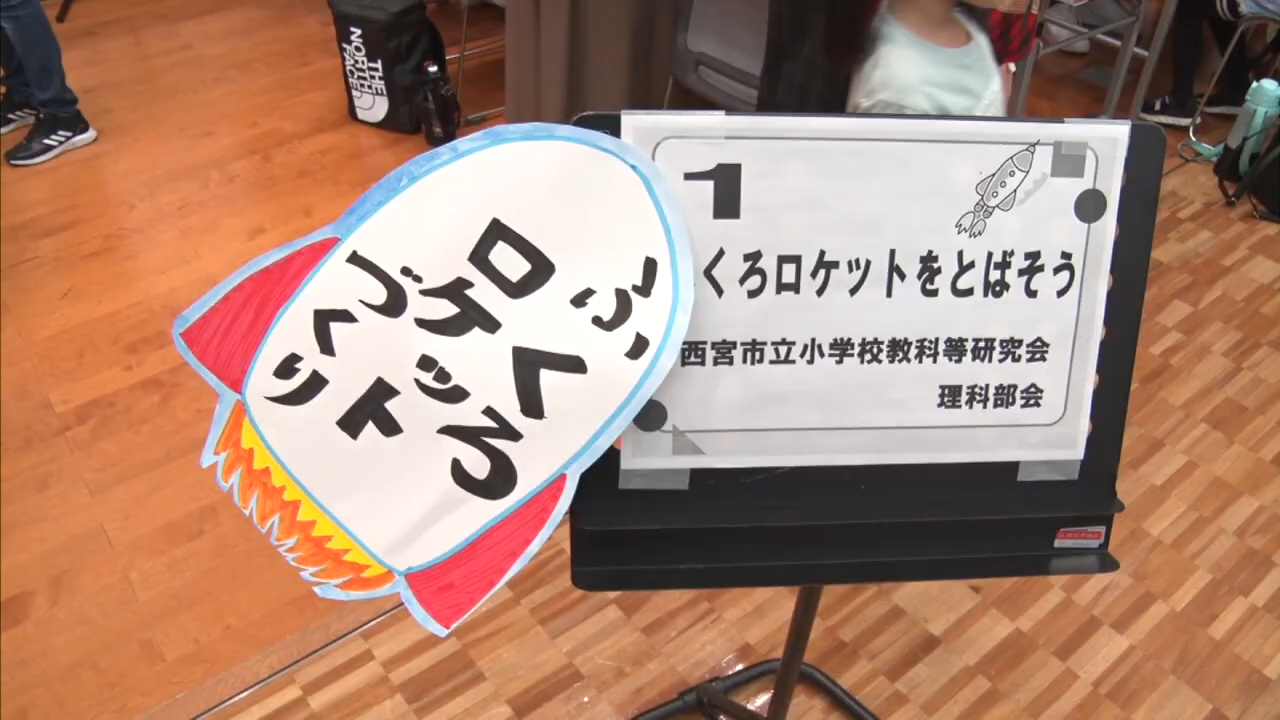 THE
NORTH
FACE
ふくろ
ロケット
づくり
1
くろロケットをとばそう
西宮市立小学校教科等研究会
理科部会